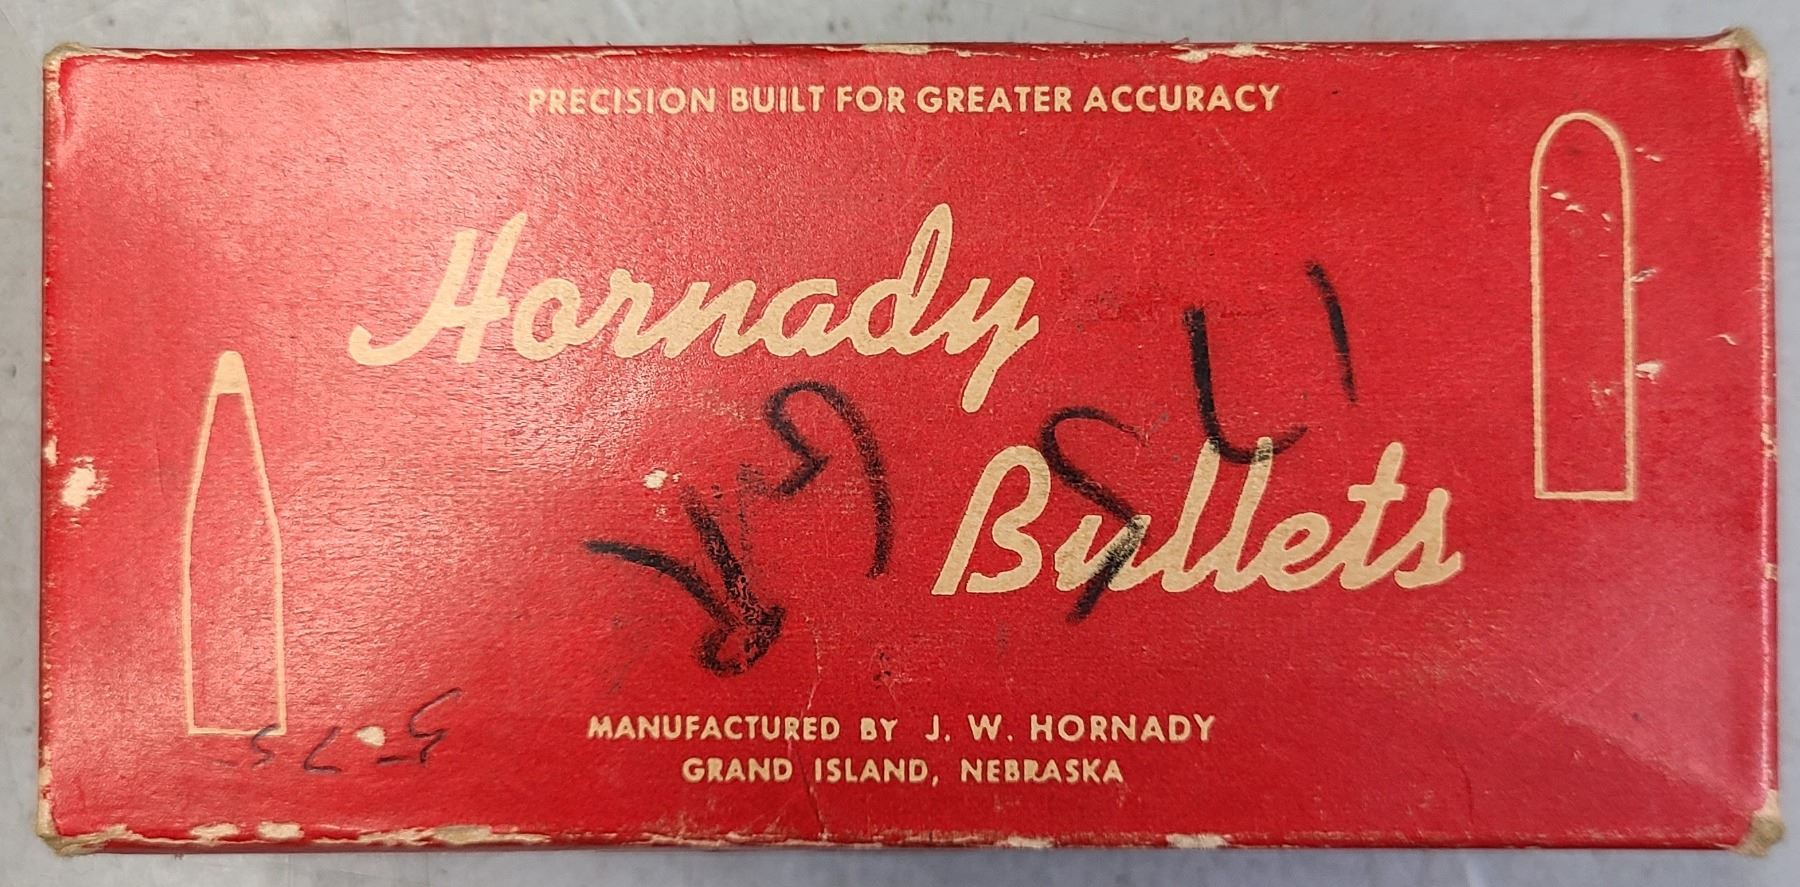 PRECISION BUILT FOR GREATER ACCURACY
Hornady
Bullets
MANUFACTURED BY J. W. HORNADY
GRAND ISLAND, NEBRASKA